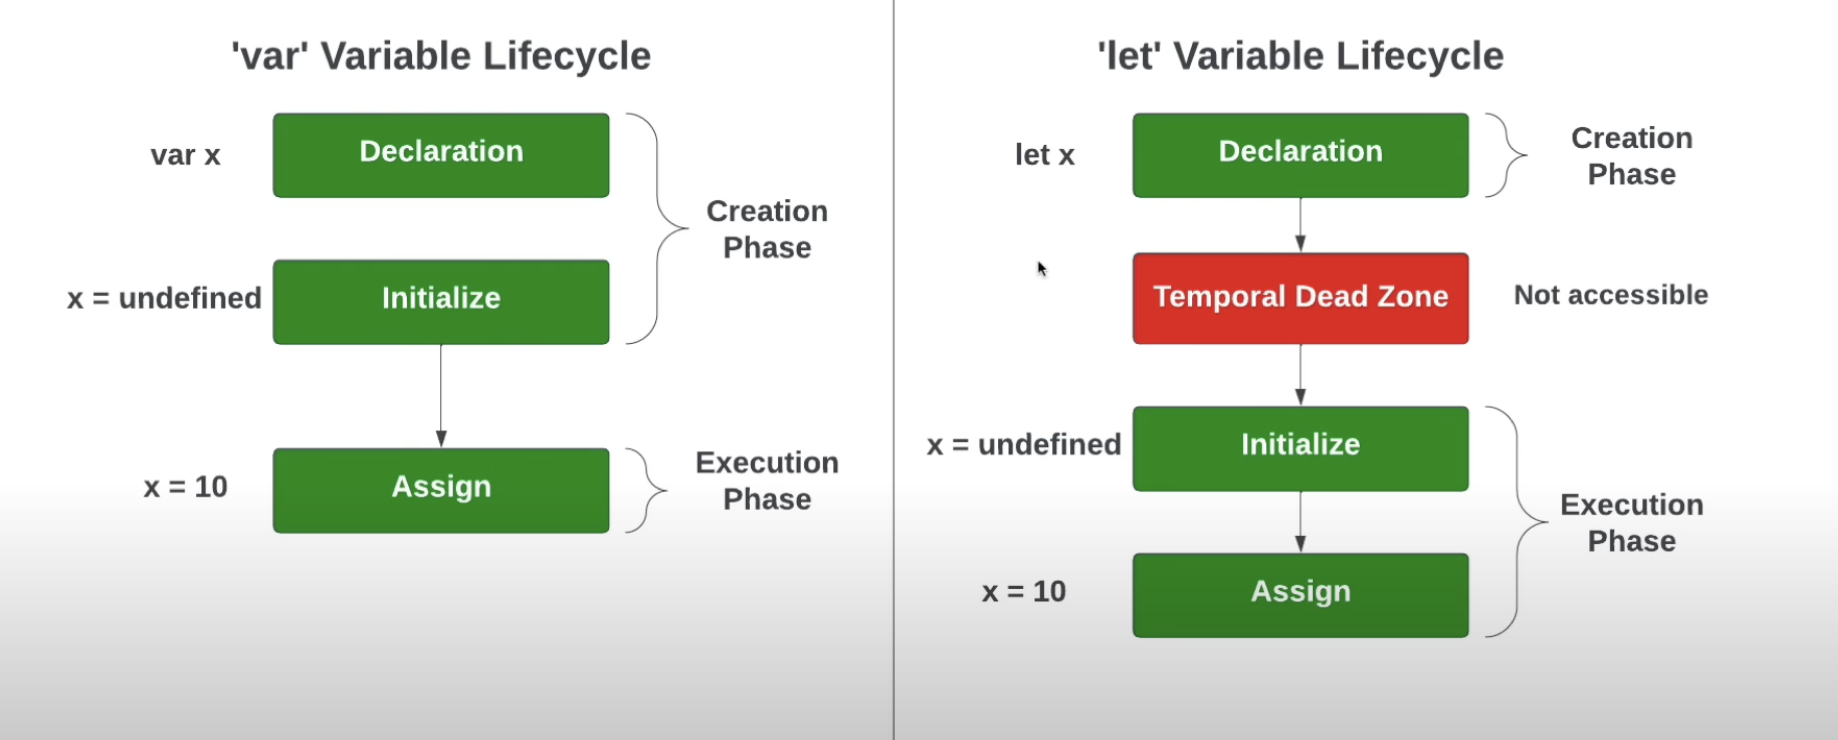 'var' Variable Lifecycle
var x
Declaration
Creation
Phase
x = undefined
Initialize
x = 10
Assign
Execution
Phase
'let' Variable Lifecycle
let x
Declaration
Creation
Phase
Temporal Dead Zone
Not accessible
x = undefined
Initialize
Execution
Phase
x = 10
Assign